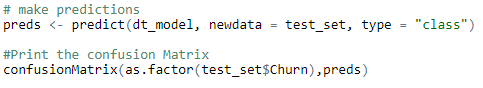 # make predictions
preds <- predict(dt_model, newdata = test_set, type = "class")
#Print the confusion Matrix
confusionMatrix(as.factor(test_set$Churn),preds)